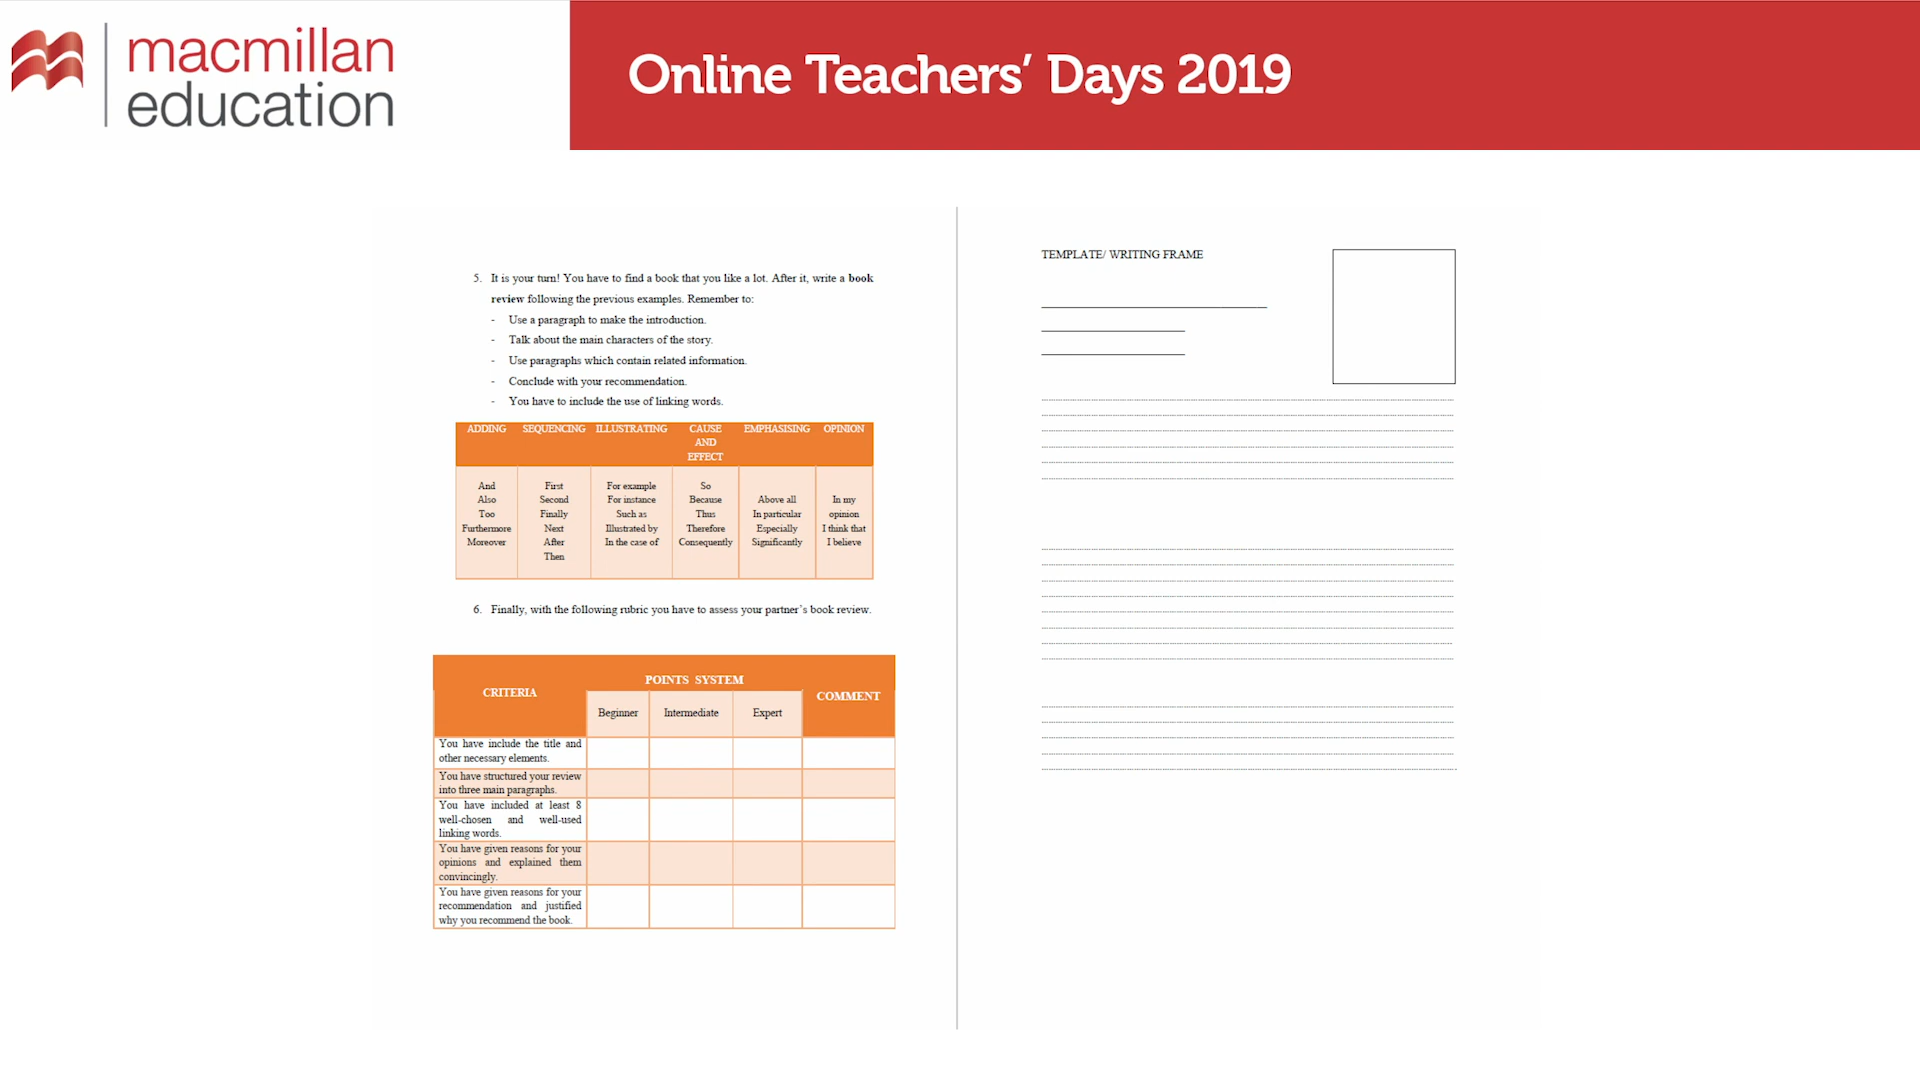 macmillan
education
Online Teachers' Days 2019
5. It is your turn! You have to find a book that you like a lot. After it, write a book
review following the previous examples. Remember to:
- Use a paragraph to make the introduction.
- Talk about the main characters of the story.
- Use paragraphs which contain related information.
- Conclude with your recommendation.
- You have to include the use of linking words.
ADDING SEQUENCING ILLUSTRATING CAUSE AND EFFECT EMPHASISING OPINION
And
Also
Too
Furthermore
Moreover
First
Second
Finally
Next
After
Then
For example
For instance
Such as
Illustrated by
In the case of
So
Because
Thus
Therefore
Consequently
Above all
In particular
Especially
Significantly
In my
opinion
I think that
I believe
6. Finally, with the following rubric you have to assess your partner's book review.
CRITERIA
POINTS SYSTEM
COMMENT
Beginner Intermediate Expert
You have include the title and
other necessary elements.
You have structured your review
into three main paragraphs.
You have included at least 8
well-chosen and well-used
linking words.
You have given reasons for your
opinions and explained them
convincingly.
You have given reasons for your
recommendation and justified
why you recommend the book.
TEMPLATE/ WRITING FRAME